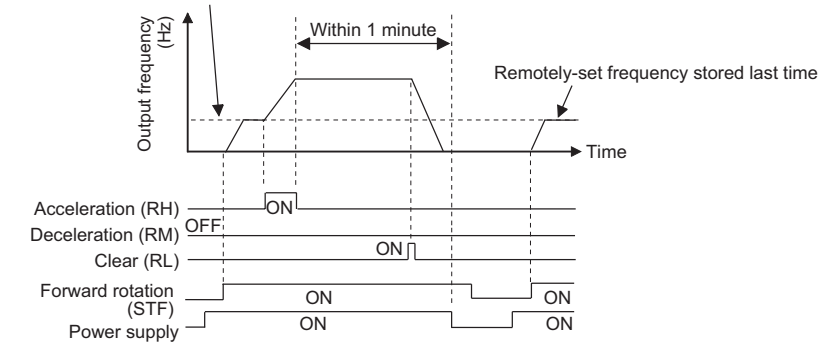 Output frequency
(Hz)
Within 1 minute
Remotely-set frequency stored last time
Time
Acceleration (RH)
ON
Deceleration (RM)
OFF
Clear (RL)
ON
Forward rotation
(STF)
ON
ON
Power supply
ON
ON